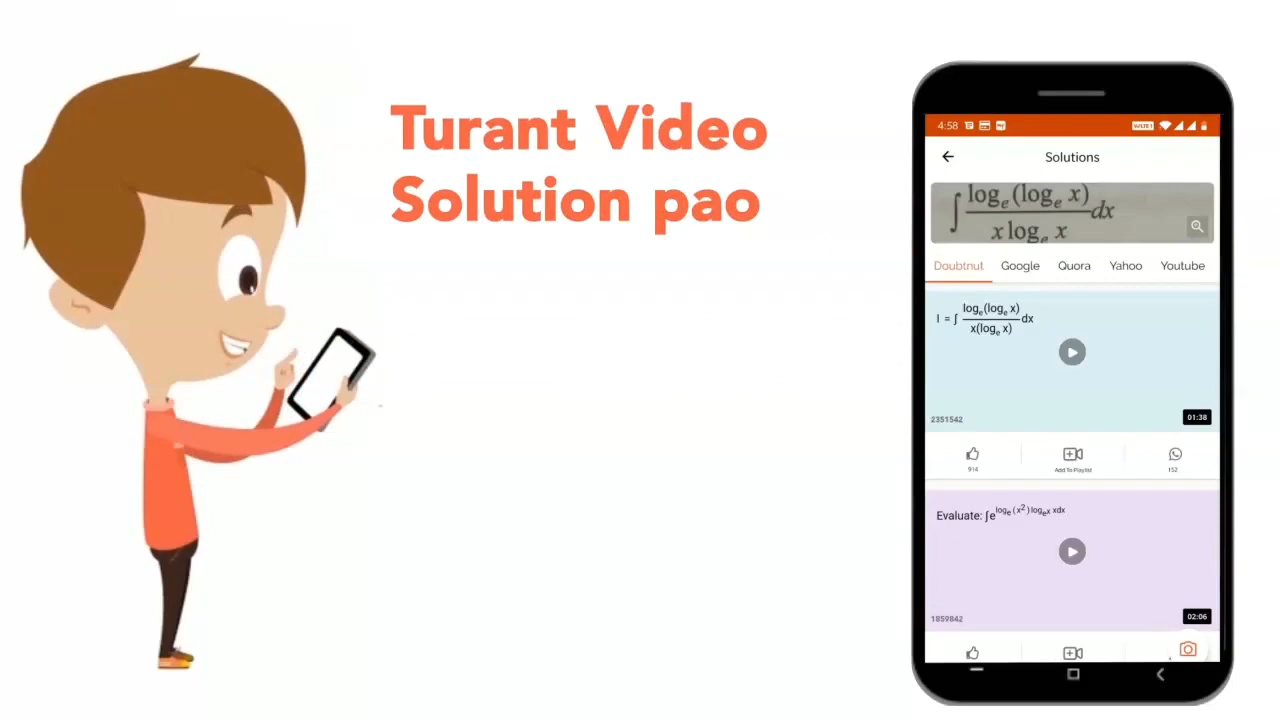 Turant Video
Solution pao
4:58
VoLTE1
Solutions
∫ logₑ(logₑ x) / x logₑ x dx
Doubtnut Google Quora Yahoo Youtube
I = ∫ logₑ(logₑ x) / x(logₑ x) dx
2351542 01:38
914 Add To Playlist 152
Evaluate: ∫e^logₑ(x²)logₑx xdx
1859842 02:06